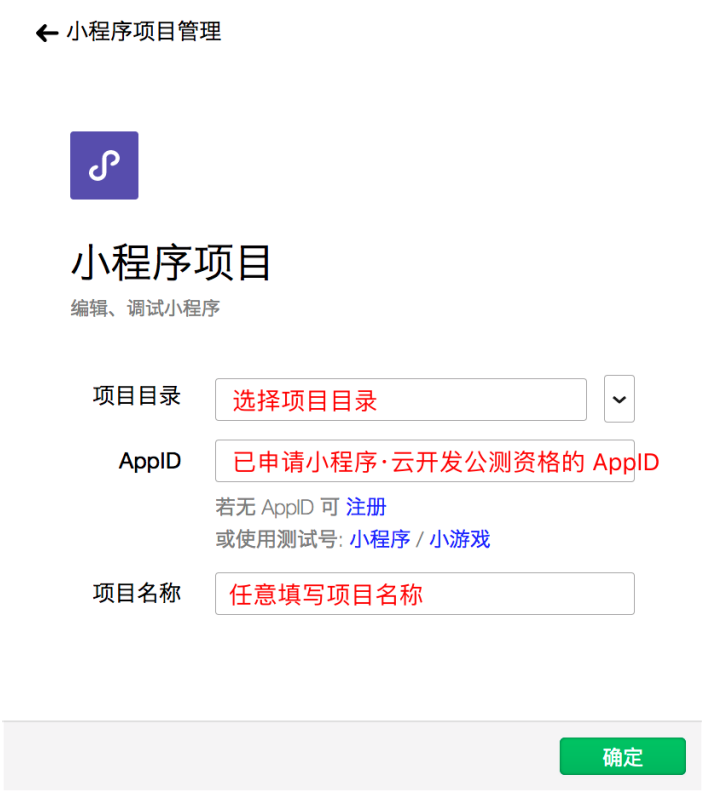 小程序项目管理
小程序项目
编辑、调试小程序
项目目录 选择项目目录
AppID 已申请小程序·云开发公测资格的 AppID
若无 AppID 可 注册
或使用测试号: 小程序 / 小游戏
项目名称 任意填写项目名称
确定